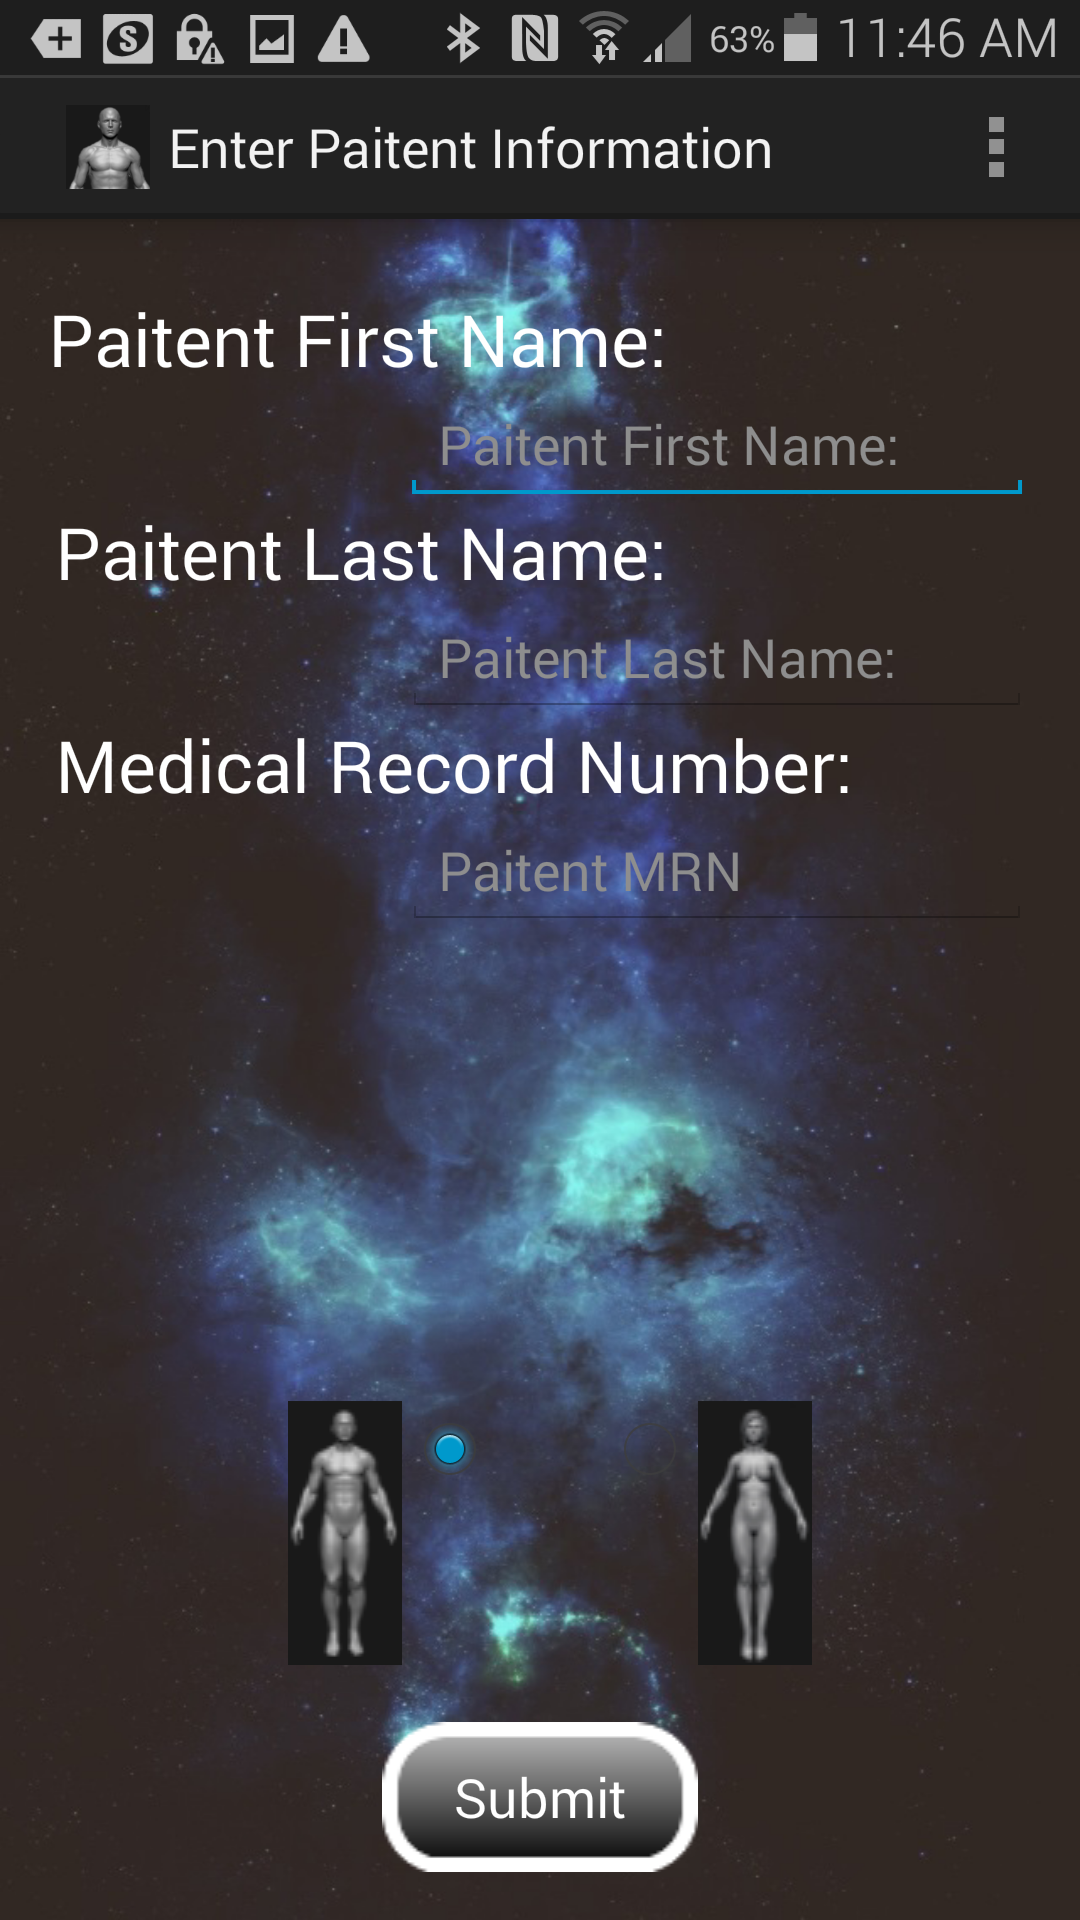 63% 11:46 AM
Enter Paitent Information
Paitent First Name:
Paitent First Name:
Paitent Last Name:
Paitent Last Name:
Medical Record Number:
Paitent MRN
Submit